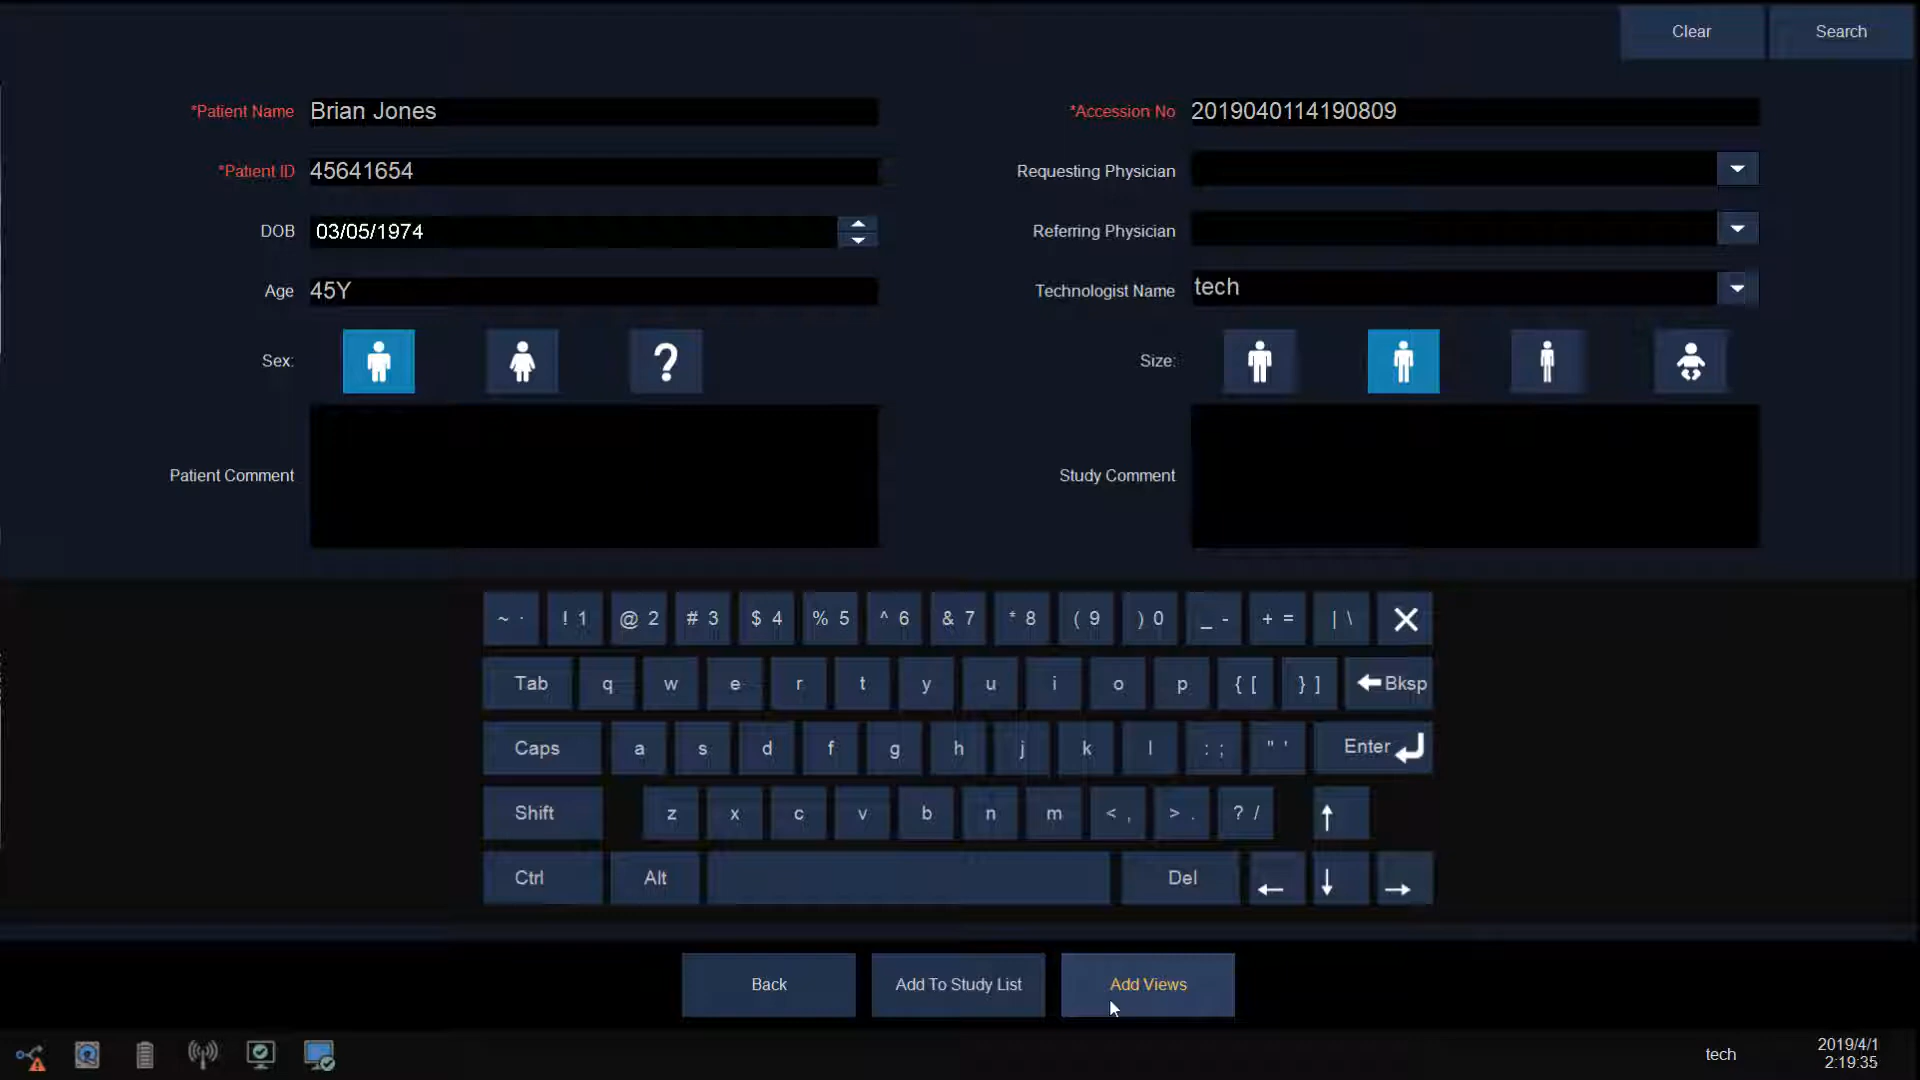 Clear Search
*Patient Name Brian Jones
*Accession No 2019040114190809
*Patient ID 45641654
Requesting Physician
DOB 03/05/1974
Referring Physician
Age 45Y
Technologist Name tech
Sex: ?
Size:
Patient Comment
Study Comment
~ · ! 1 @ 2 # 3 $ 4 % 5 ^ 6 & 7 * 8 ( 9 ) 0 _ - + = | \
Tab q w e r t y u i o p { [ } ] Bksp
Caps a s d f g h j k l : ; " ' Enter
Shift z x c v b n m < , > . ? /
Ctrl Alt Del
Back Add To Study List Add Views
tech 2019/4/1
2:19:35